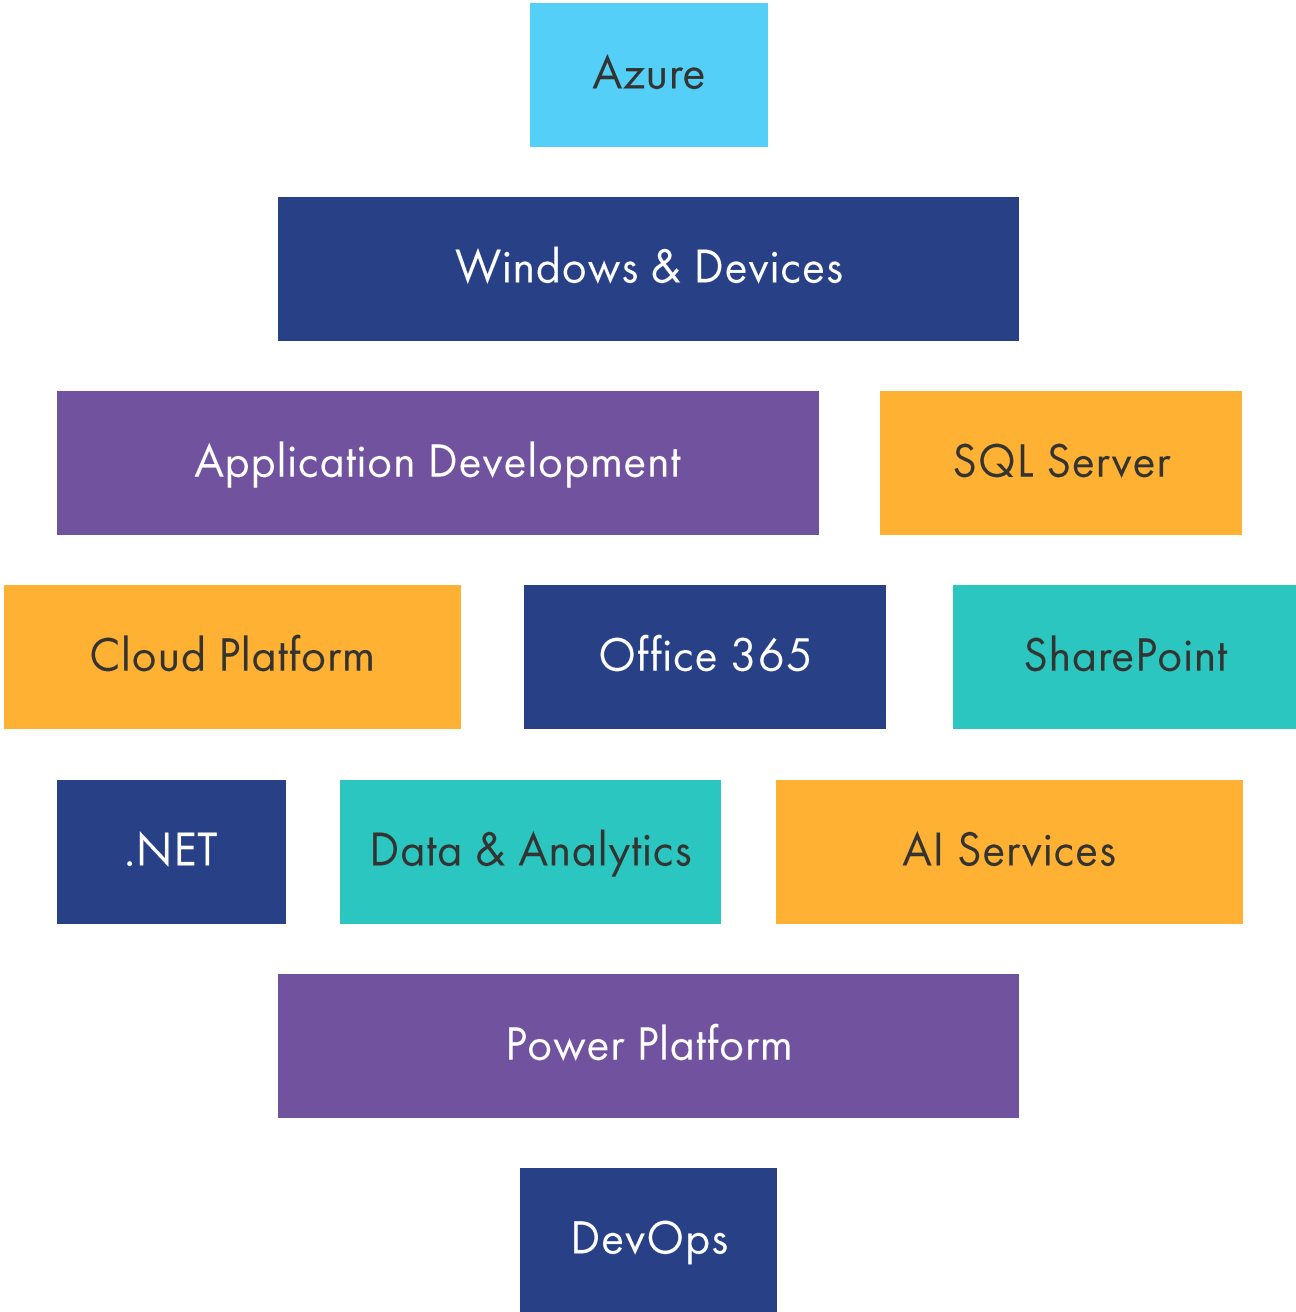 Azure
Windows & Devices
Application Development
SQL Server
Cloud Platform
Office 365
SharePoint
.NET
Data & Analytics
AI Services
Power Platform
DevOps